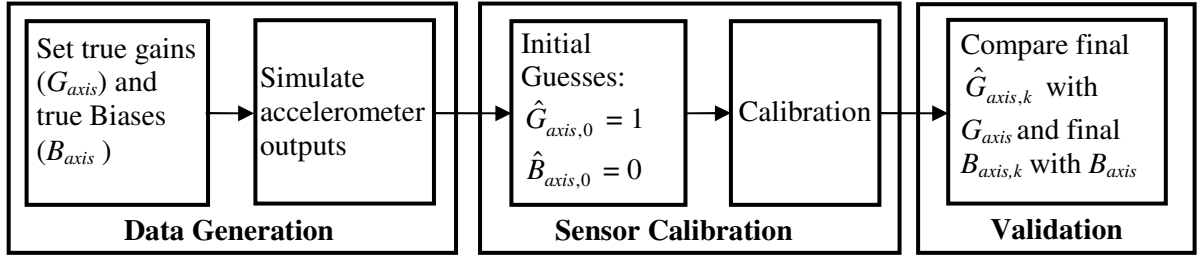 Set true gains
(G_axis) and
true Biases
(B_axis )
Simulate
accelerometer
outputs
Data Generation
Initial
Guesses:
Ĝ_axis,0 = 1
B̂_axis,0 = 0
Calibration
Sensor Calibration
Compare final
Ĝ_axis,k with
G_axis and final
B_axis,k with B_axis
Validation